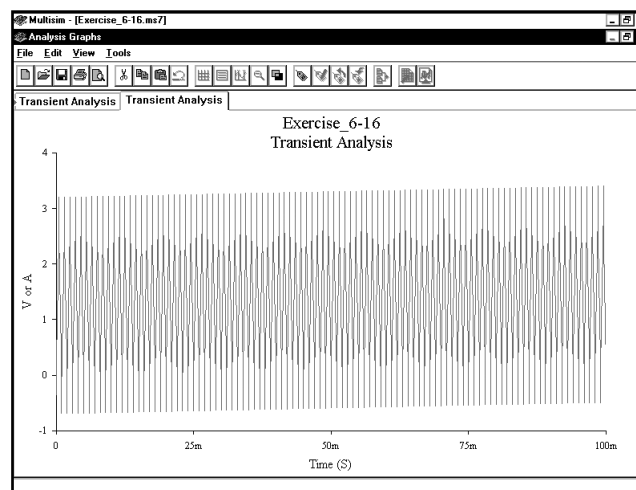 Multisim - [Exercise_6-16.ms7]
Analysis Graphs
File Edit View Tools
Transient Analysis Transient Analysis
Exercise_6-16
Transient Analysis
4
3
2
1
0
-1
V or A
0 25m 50m 75m 100m
Time (S)